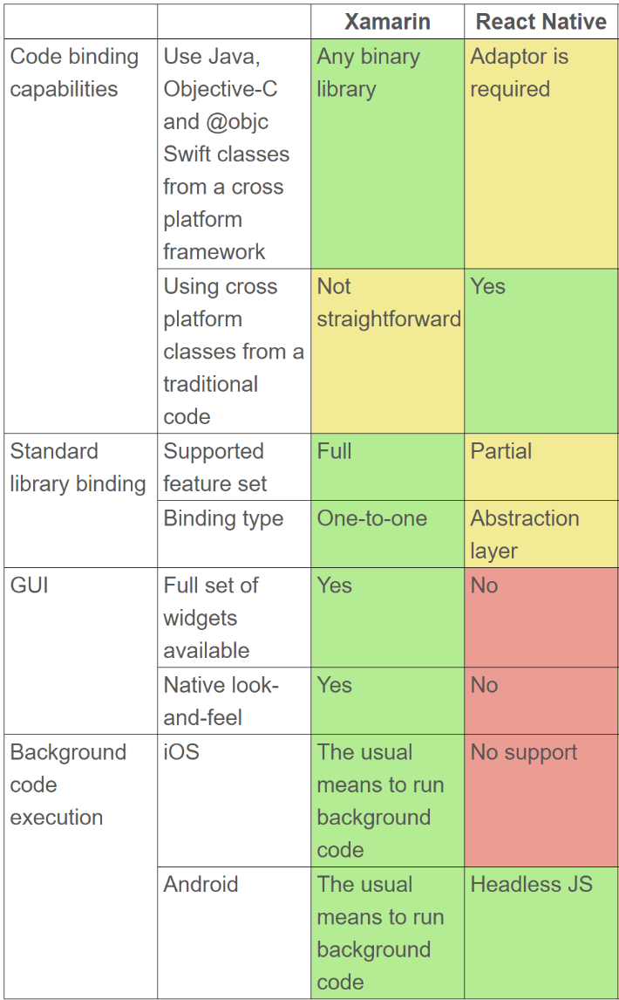 Xamarin React Native
Code binding
capabilities
Use Java,
Objective-C
and @objc
Swift classes
from a cross
platform
framework
Any binary
library
Adaptor is
required
Using cross
platform
classes from a
traditional
code
Not
straightforward
Yes
Standard
library binding
Supported
feature set
Full
Partial
Binding type
One-to-one
Abstraction
layer
GUI
Full set of
widgets
available
Yes
No
Native look-
and-feel
Yes
No
Background
code
execution
iOS
The usual
means to run
background
code
No support
Android
The usual
means to run
background
code
Headless JS